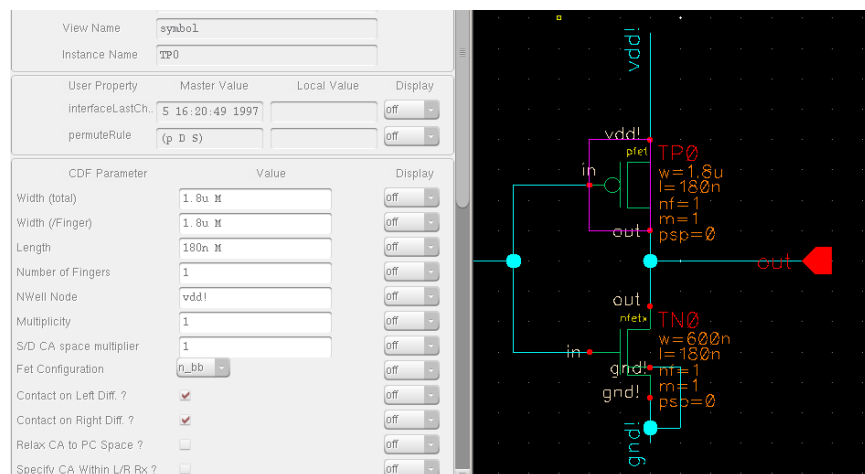 View Name symbol
Instance Name TP0
User Property Master Value Local Value Display
interfaceLastCh.. 5 16:20:49 1997 off
permuteRule (p D S) off
CDF Parameter Value Display
Width (total) 1.8u M off
Width (/Finger) 1.8u M off
Length 180n M off
Number of Fingers 1 off
NWell Node vdd! off
Multiplicity 1 off
S/D CA space multiplier 1 off
Fet Configuration n_bb off
Contact on Left Diff. ? off
Contact on Right Diff. ? off
Relax CA to PC Space ? off
Specify CA Within L/R Rx ? off
vdd!
vdd!
pfet TP0
in w=1.8u
l=180n
nf=1
m=1
out psp=0
out
out
nfetx TN0
w=600n
in l=180n
gnd! nf=1
gnd! m=1
psp=0
gnd!